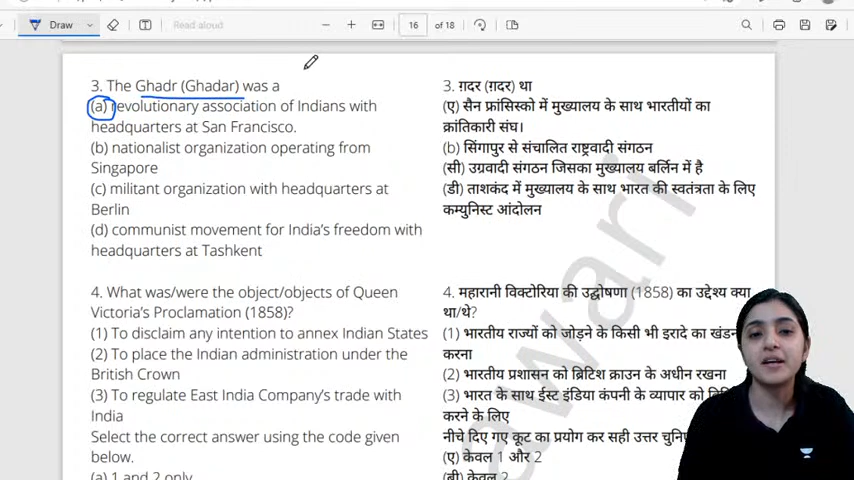 Draw
Read aloud
16
of 18
3. The Ghadr (Ghadar) was a
(a) revolutionary association of Indians with
headquarters at San Francisco.
(b) nationalist organization operating from
Singapore
(c) militant organization with headquarters at
Berlin
(d) communist movement for India's freedom with
headquarters at Tashkent
4. What was/were the object/objects of Queen
Victoria's Proclamation (1858)?
(1) To disclaim any intention to annex Indian States
(2) To place the Indian administration under the
British Crown
(3) To regulate East India Company's trade with
India
Select the correct answer using the code given
below.
(a) 1 and 2 only
3. ग़दर (ग़दर) था
(ए) सैन फ्रांसिस्को में मुख्यालय के साथ भारतीयों का
क्रांतिकारी संघ।
(b) सिंगापुर से संचालित राष्ट्रवादी संगठन
(सी) उग्रवादी संगठन जिसका मुख्यालय बर्लिन में है
(डी) ताशकंद में मुख्यालय के साथ भारत की स्वतंत्रता के लिए
कम्युनिस्ट आंदोलन
4. महारानी विक्टोरिया की उद्घोषणा (1858) का उद्देश्य क्या
था/थे?
(1) भारतीय राज्यों को जोड़ने के किसी भी इरादे का खंडन
करना
(2) भारतीय प्रशासन को ब्रिटिश क्राउन के अधीन रखना
(3) भारत के साथ ईस्ट इंडिया कंपनी के व्यापार को
करने के लिए
नीचे दिए गए कूट का प्रयोग कर सही उत्तर
(ए) केवल 1 और 2
(बी) केवल 2
awari